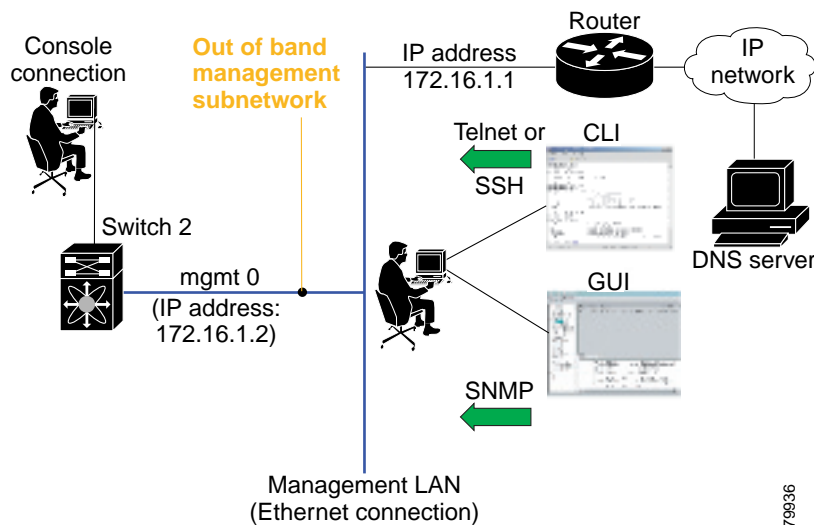 Console
connection
Out of band
management
subnetwork
IP address
172.16.1.1
Router
IP
network
Telnet or
SSH
CLI
DNS server
Switch 2
mgmt 0
(IP address:
172.16.1.2)
GUI
SNMP
Management LAN
(Ethernet connection)
79936